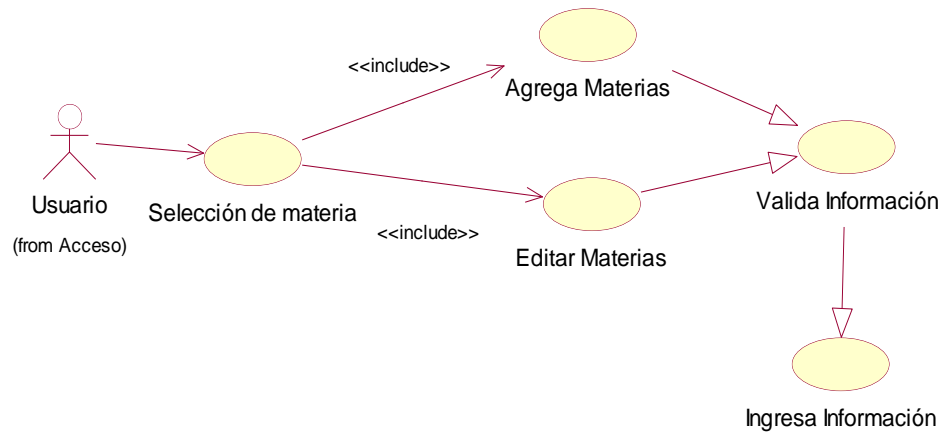 <<include>>
Agrega Materias
Usuario
(from Acceso)
Selección de materia
Valida Información
<<include>>
Editar Materias
Ingresa Información